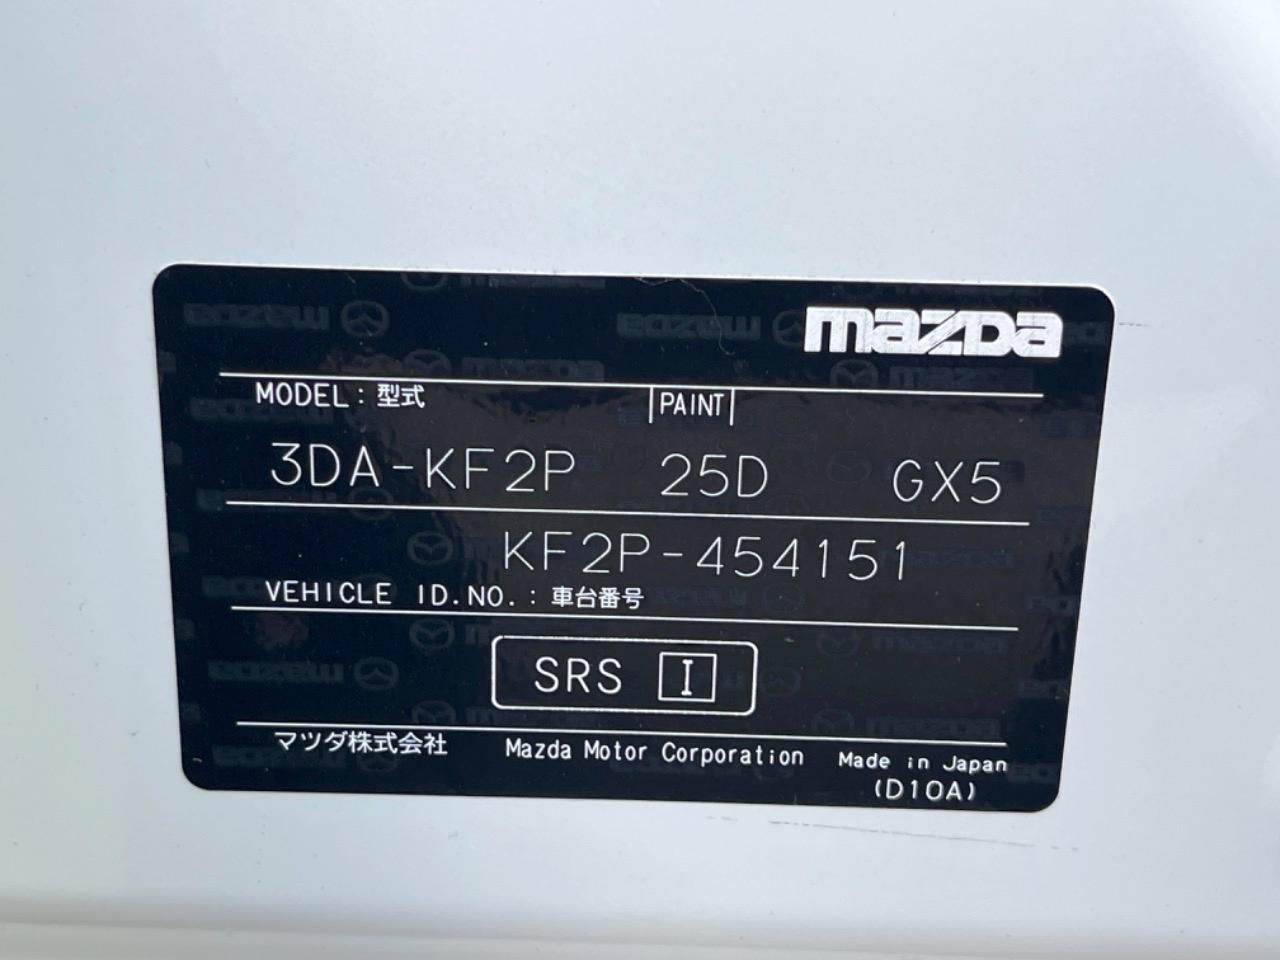 mazda
MODEL : 型式 PAINT
3DA-KF2P 25D GX5
KF2P-454151
VEHICLE ID.NO. : 車台番号
SRS I
マツダ株式会社 Mazda Motor Corporation Made in Japan
(D10A)